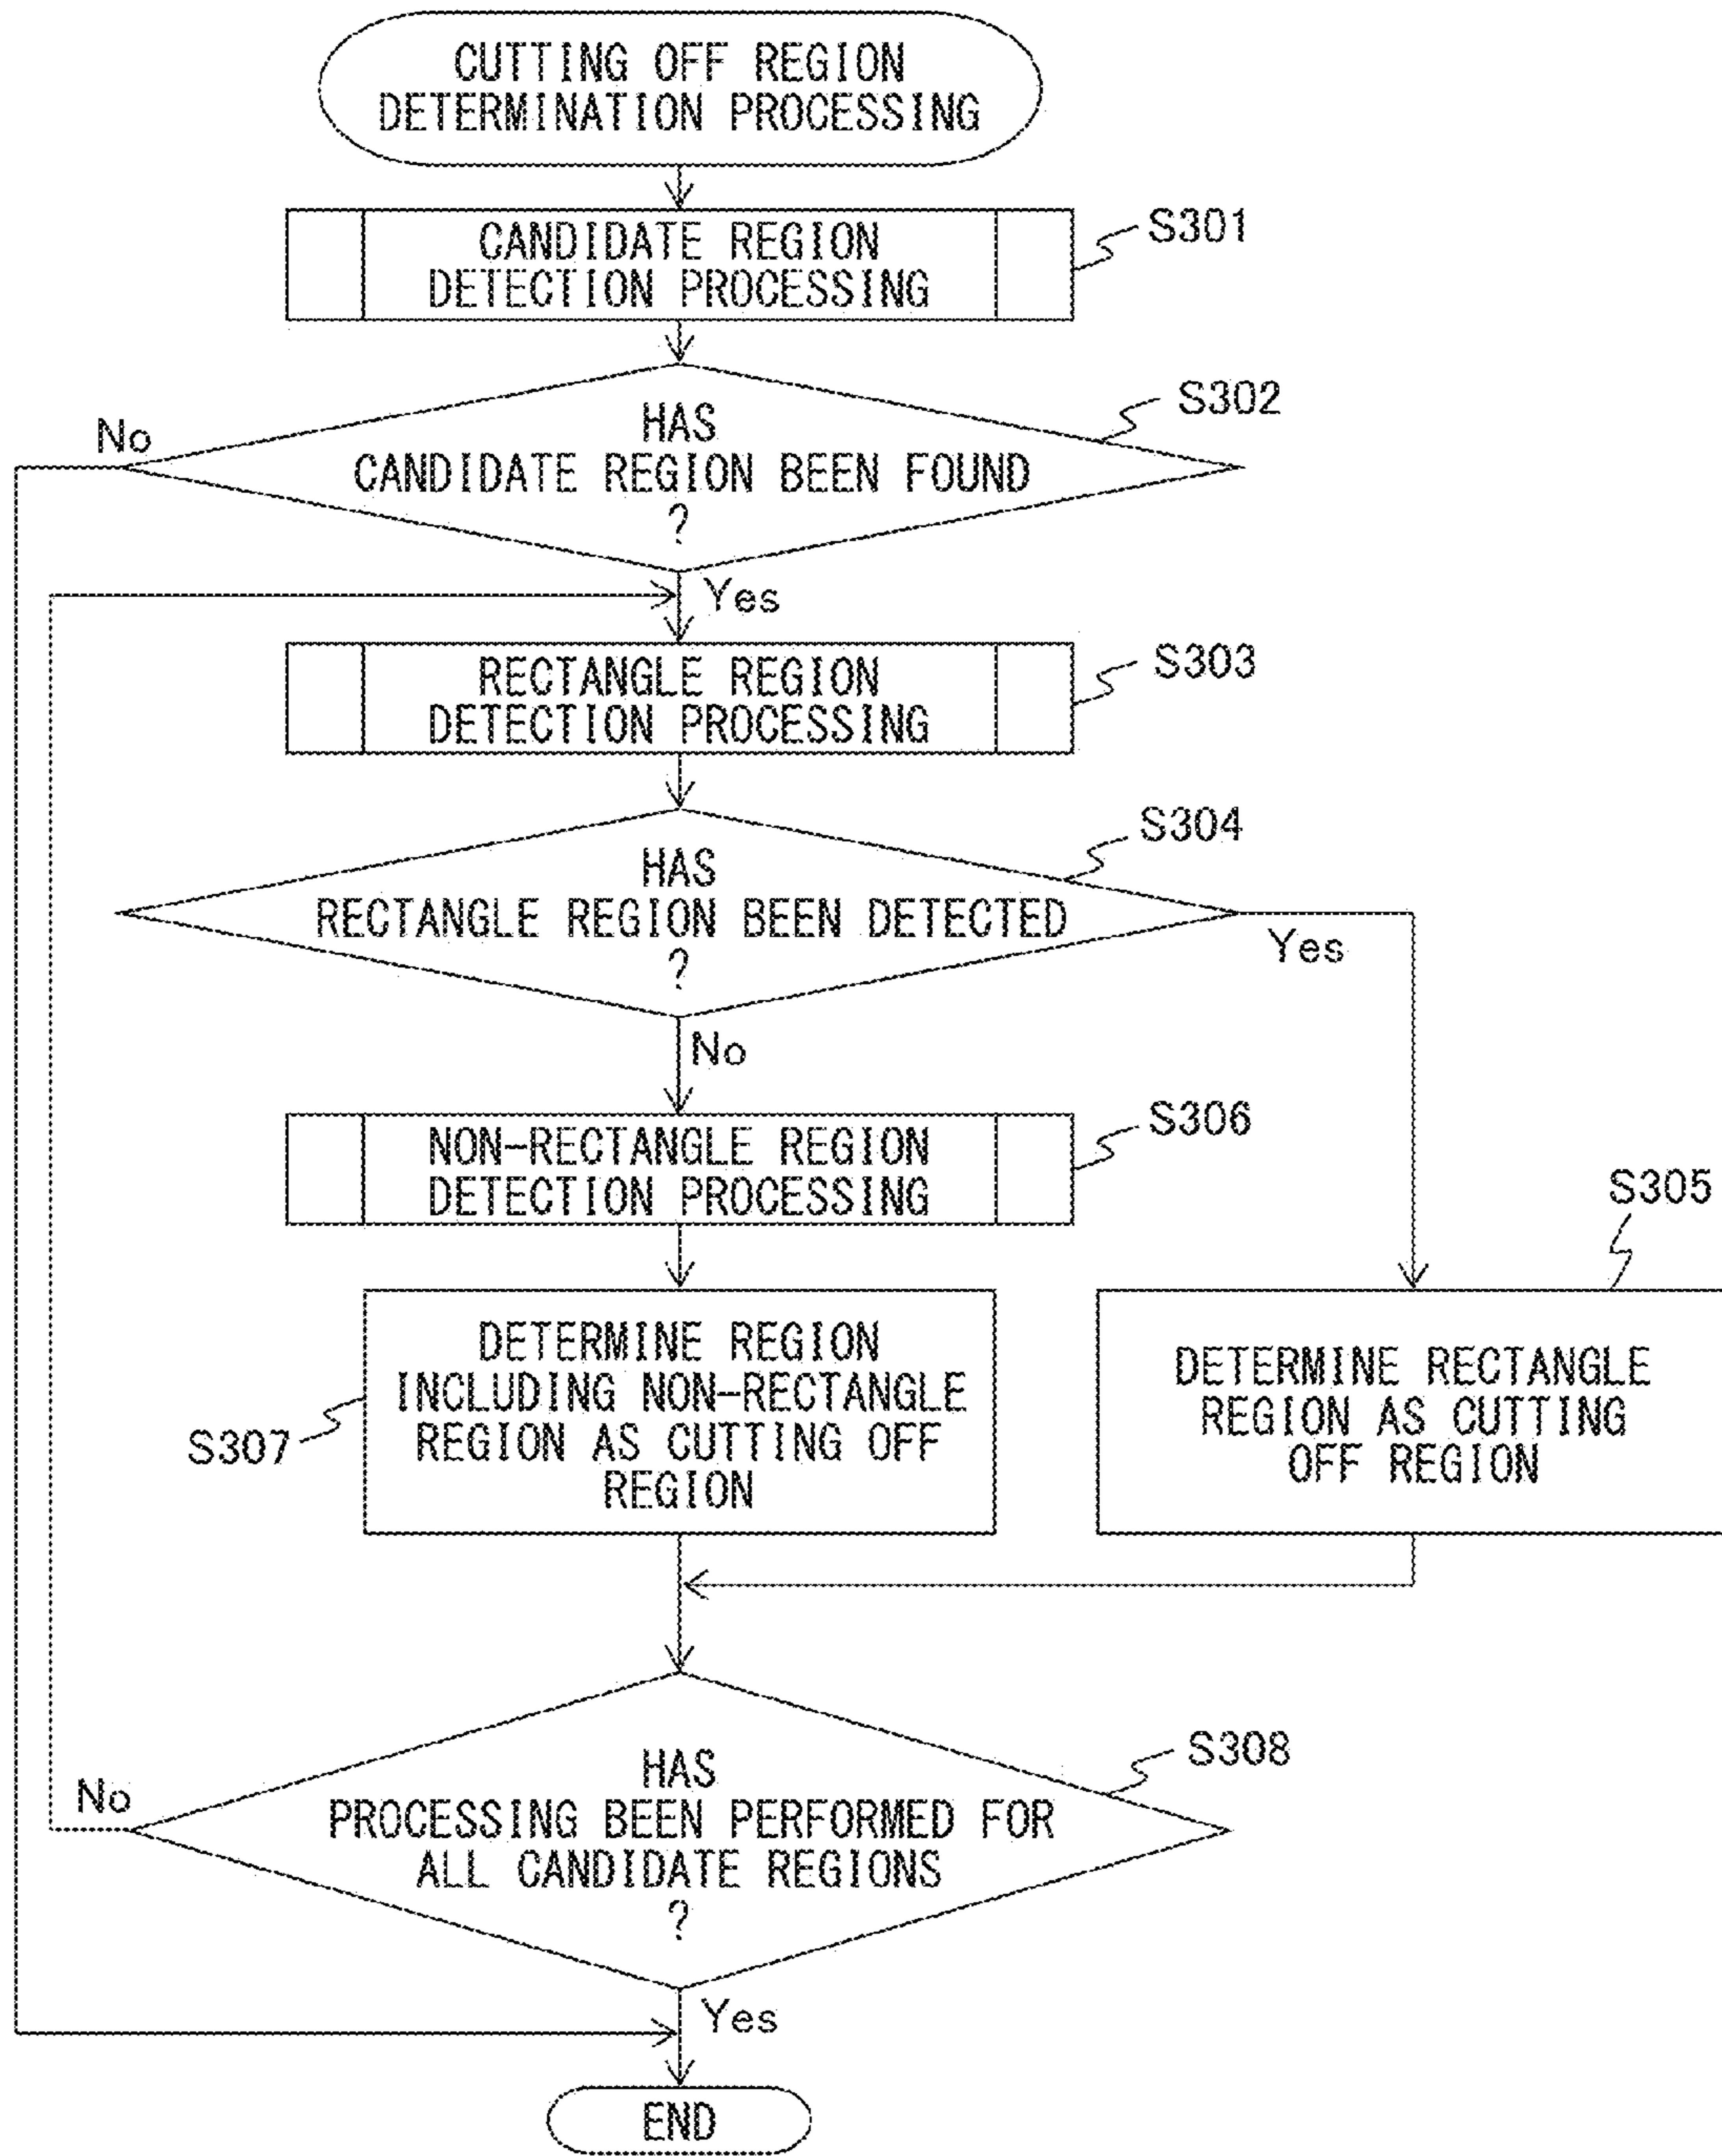 CUTTING OFF REGION
DETERMINATION PROCESSING
CANDIDATE REGION
DETECTION PROCESSING
S301
HAS
CANDIDATE REGION BEEN FOUND
?
S302
No
Yes
RECTANGLE REGION
DETECTION PROCESSING
S303
HAS
RECTANGLE REGION BEEN DETECTED
?
S304
Yes
No
NON-RECTANGLE REGION
DETECTION PROCESSING
S306
S305
DETERMINE REGION
INCLUDING NON-RECTANGLE
REGION AS CUTTING OFF
REGION
S307
DETERMINE RECTANGLE
REGION AS CUTTING
OFF REGION
HAS
PROCESSING BEEN PERFORMED FOR
ALL CANDIDATE REGIONS
?
S308
No
Yes
END